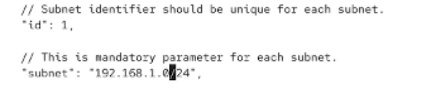 // Subnet identifier should be unique for each subnet.
"id": 1,
// This is mandatory parameter for each subnet.
"subnet": "192.168.1.0/24",